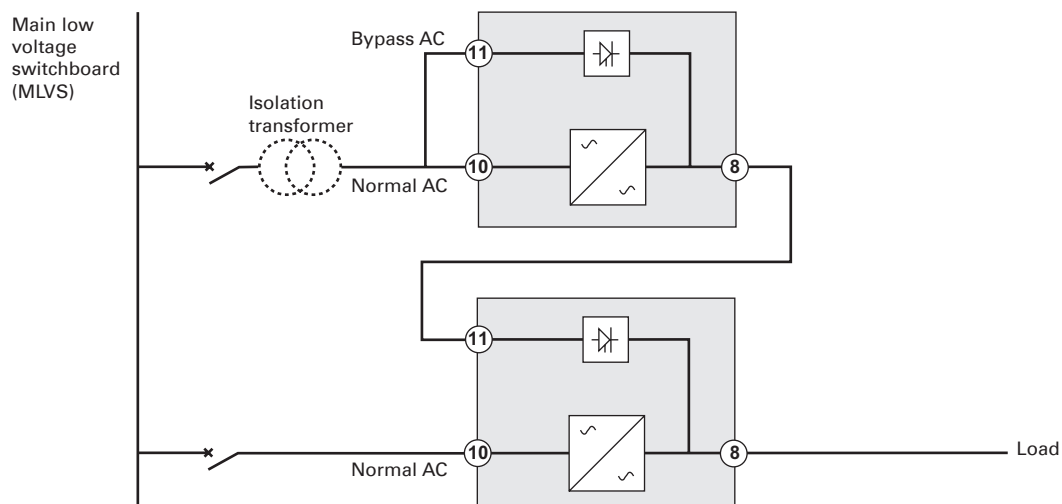 Main low
voltage
switchboard
(MLVS)
Bypass AC
11
Isolation
transformer
10
8
Normal AC
11
10
8
Load
Normal AC